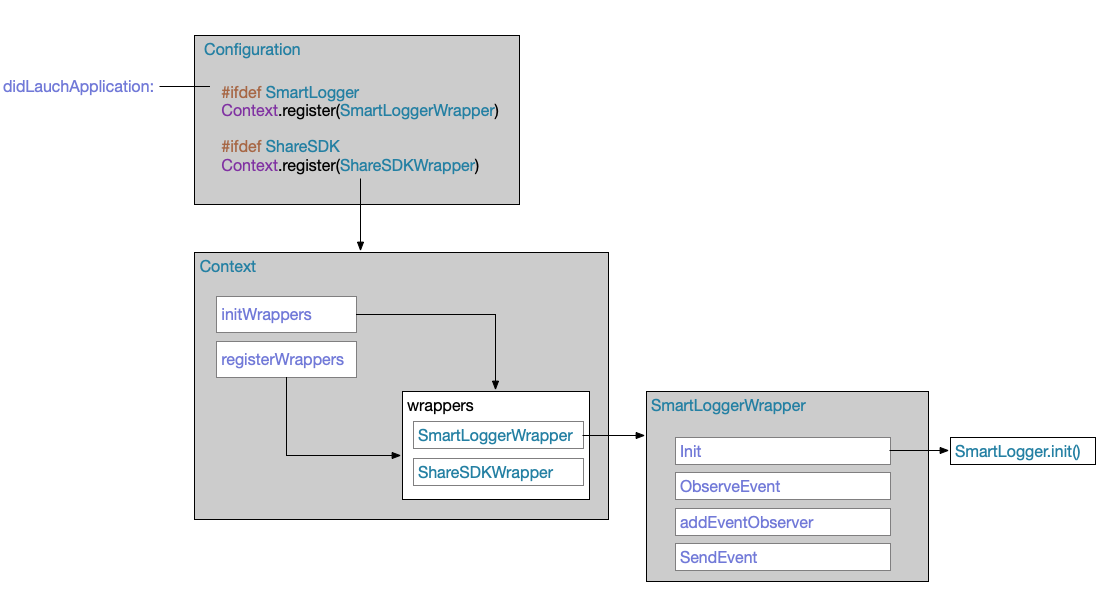 Configuration
didLauchApplication:
#ifdef SmartLogger
Context.register(SmartLoggerWrapper)
#ifdef ShareSDK
Context.register(ShareSDKWrapper)
Context
initWrappers
registerWrappers
wrappers
SmartLoggerWrapper
ShareSDKWrapper
SmartLoggerWrapper
Init
ObserveEvent
addEventObserver
SendEvent
SmartLogger.init()